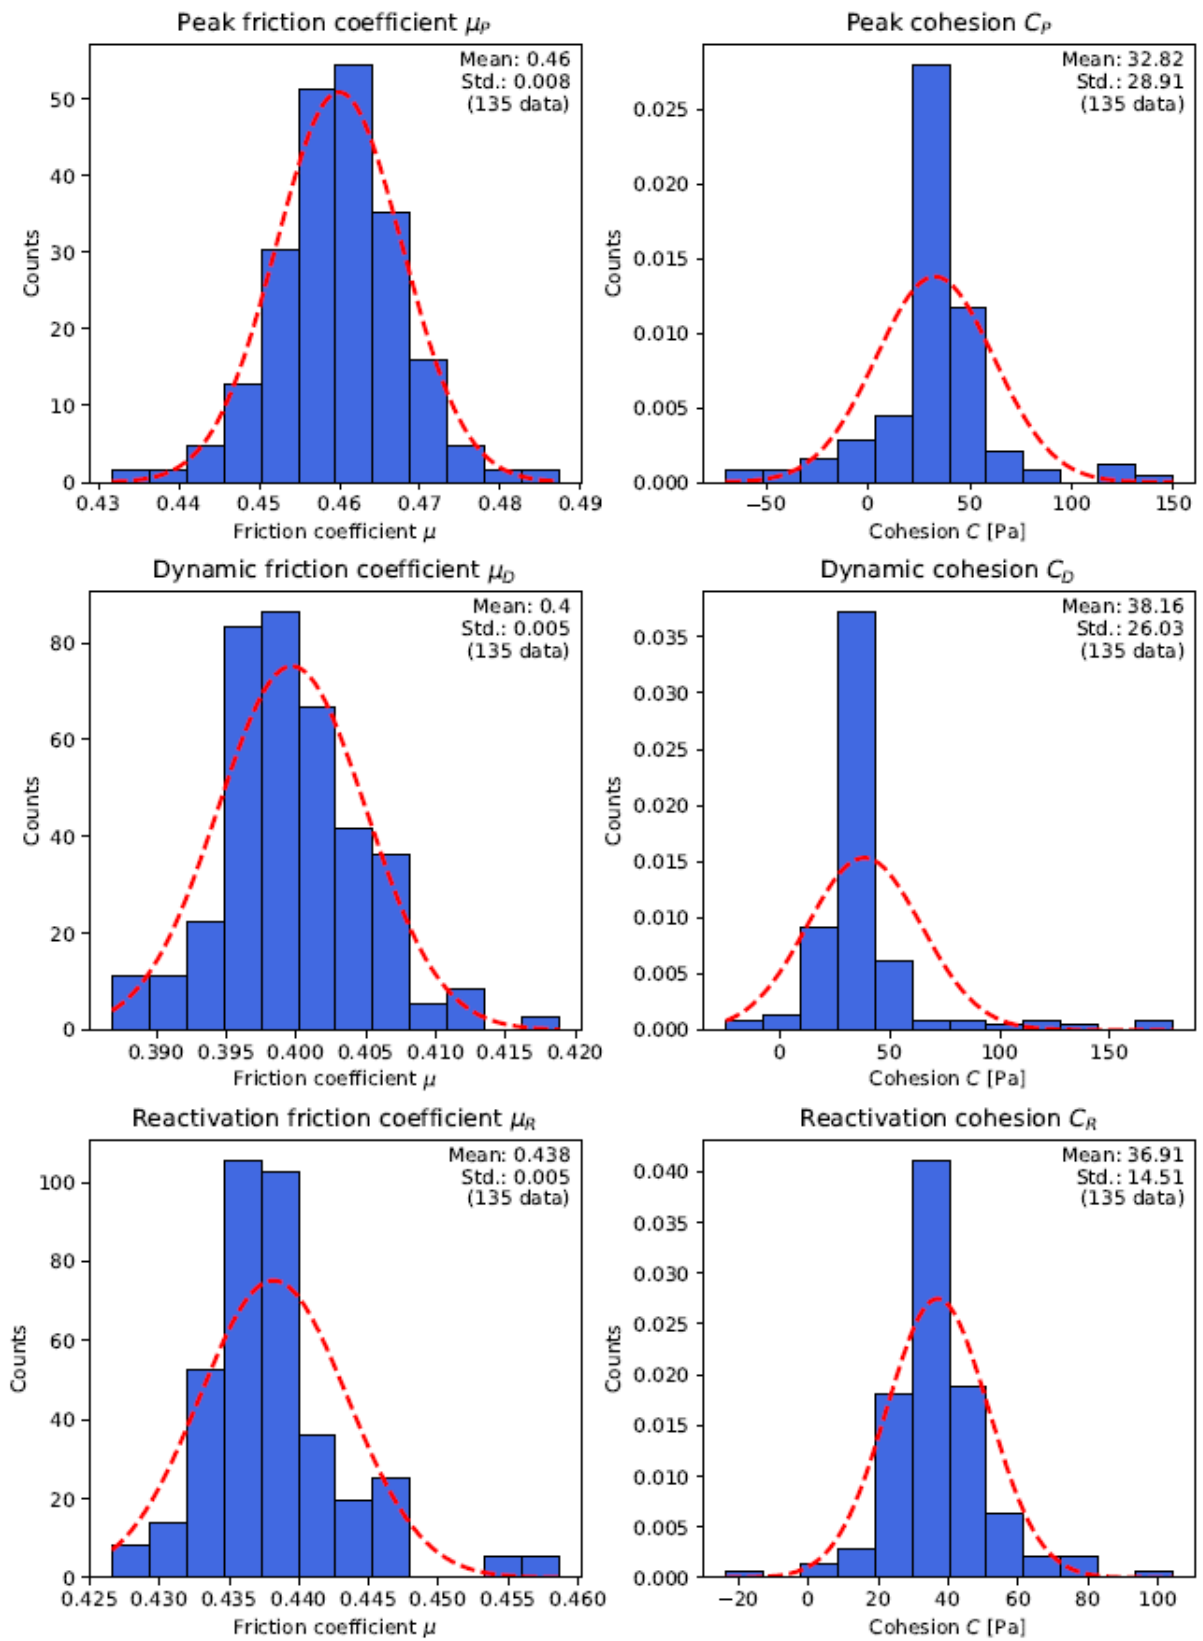 Peak friction coefficient μP
Mean: 0.46
Std.: 0.008
(135 data)
Counts
50
40
30
20
10
0
0.43 0.44 0.45 0.46 0.47 0.48 0.49
Friction coefficient μ
Peak cohesion CP
Mean: 32.82
Std.: 28.91
(135 data)
Counts
0.025
0.020
0.015
0.010
0.005
0.000
−50 0 50 100 150
Cohesion C [Pa]
Dynamic friction coefficient μD
Mean: 0.4
Std.: 0.005
(135 data)
Counts
80
60
40
20
0
0.390 0.395 0.400 0.405 0.410 0.415 0.420
Friction coefficient μ
Dynamic cohesion CD
Mean: 38.16
Std.: 26.03
(135 data)
Counts
0.035
0.030
0.025
0.020
0.015
0.010
0.005
0.000
0 50 100 150
Cohesion C [Pa]
Reactivation friction coefficient μR
Mean: 0.438
Std.: 0.005
(135 data)
Counts
100
80
60
40
20
0
0.425 0.430 0.435 0.440 0.445 0.450 0.455 0.460
Friction coefficient μ
Reactivation cohesion CR
Mean: 36.91
Std.: 14.51
(135 data)
Counts
0.040
0.035
0.030
0.025
0.020
0.015
0.010
0.005
0.000
−20 0 20 40 60 80 100
Cohesion C [Pa]